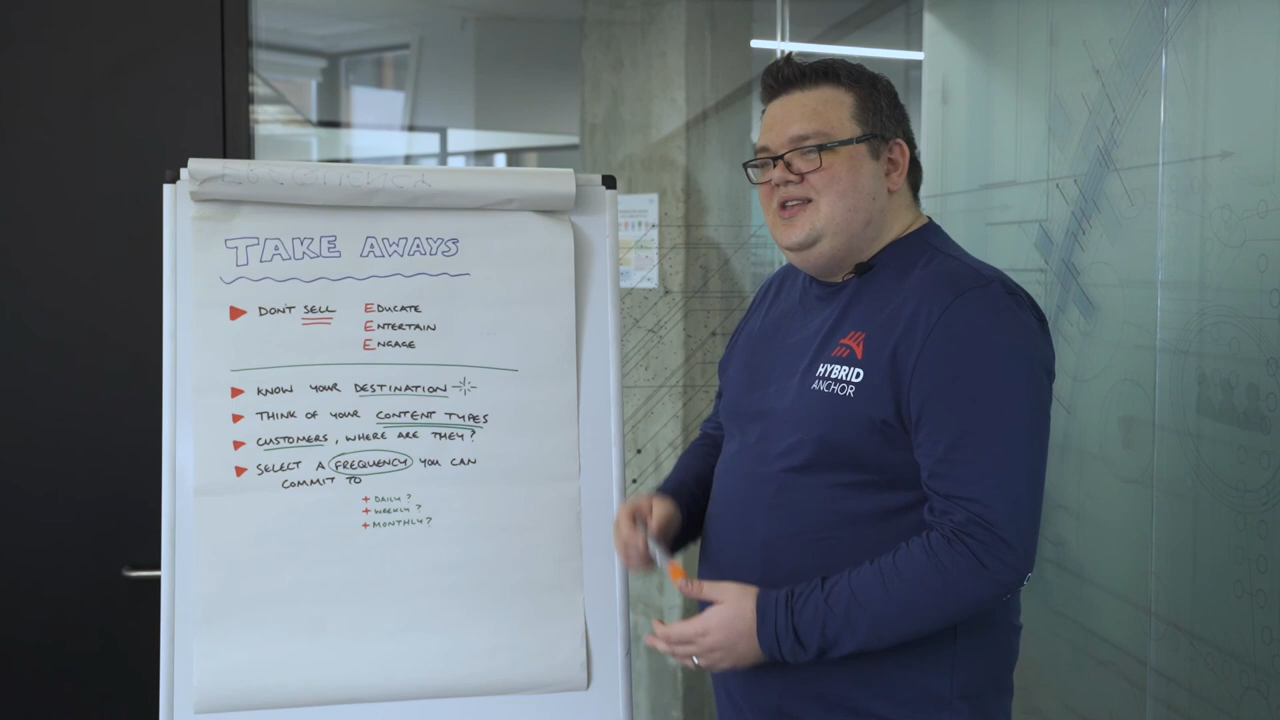 TAKE AWAYS
DON'T SELL
EDUCATE
ENTERTAIN
ENGAGE
KNOW YOUR DESTINATION
THINK OF YOUR CONTENT TYPES
CUSTOMERS, WHERE ARE THEY?
SELECT A FREQUENCY YOU CAN
COMMIT TO
+ DAILY?
+ WEEKLY?
+ MONTHLY?
HYBRID
ANCHOR